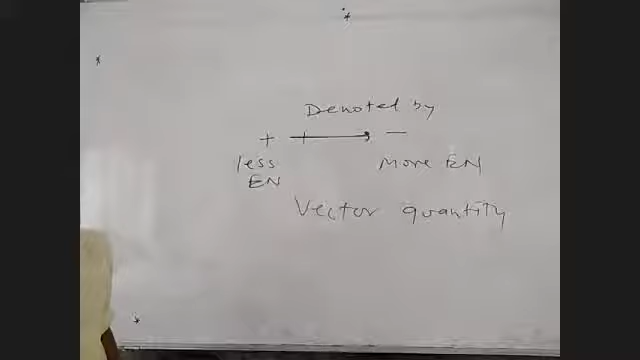 Denoted by
+ ⟼ −
less More EN
EN
Vector quantity